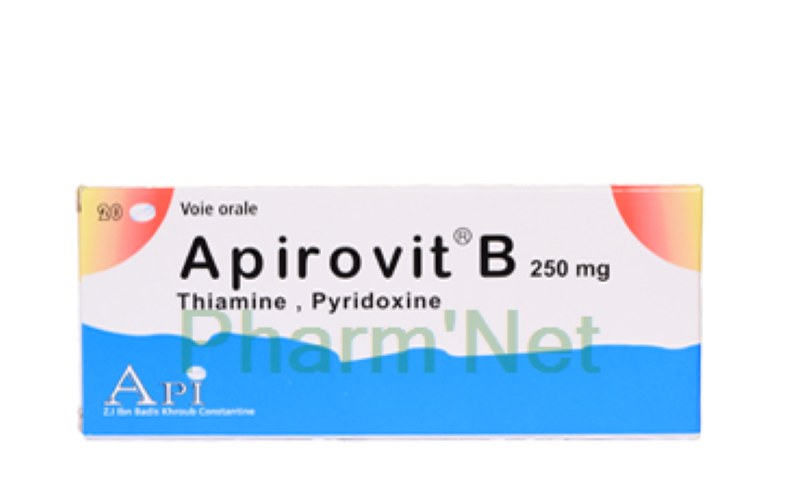 20
Voie orale
Apirovit® B 250 mg
Thiamine , Pyridoxine
Pharm'Net
Api
Z.I Ibn Badis Khroub Constantine